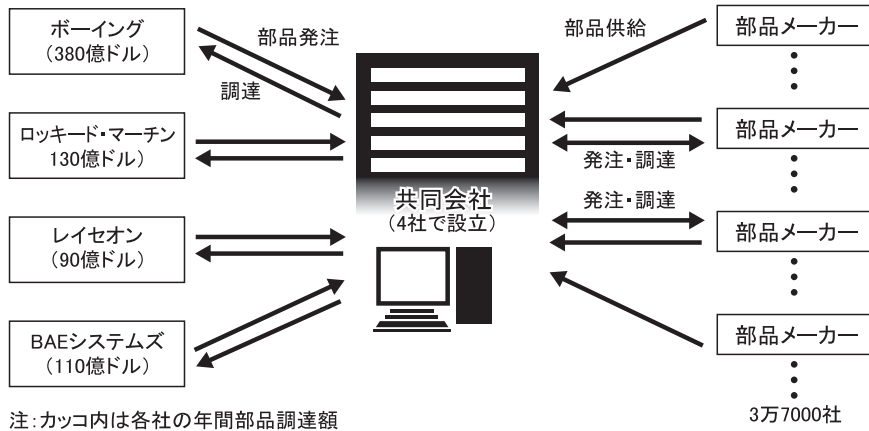 ボーイング
(380億ドル)
部品発注
調達
ロッキード・マーチン
130億ドル)
レイセオン
(90億ドル)
BAEシステムズ
(110億ドル)
共同会社
(4社で設立)
部品供給
発注・調達
発注・調達
部品メーカー
部品メーカー
部品メーカー
部品メーカー
3万7000社
注:カッコ内は各社の年間部品調達額